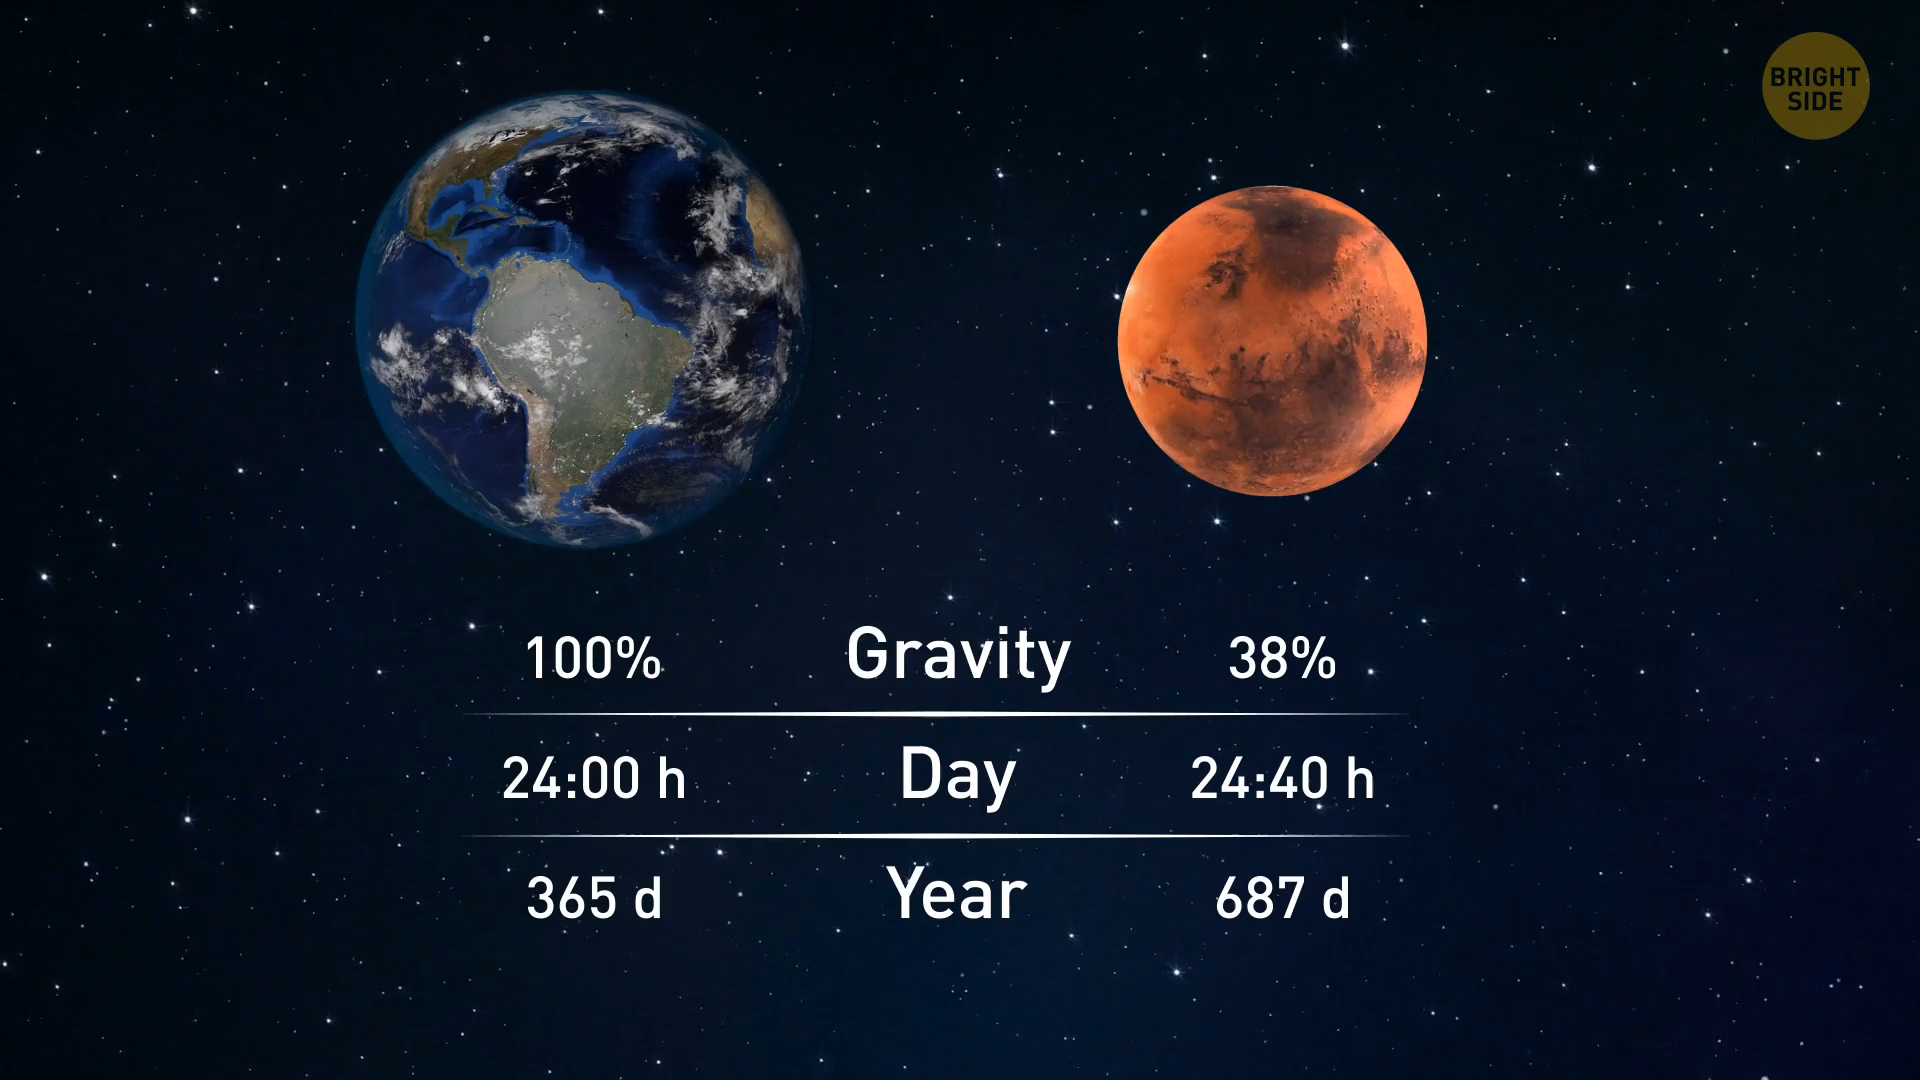 BRIGHT
SIDE
100% Gravity 38%
24:00 h Day 24:40 h
365 d Year 687 d